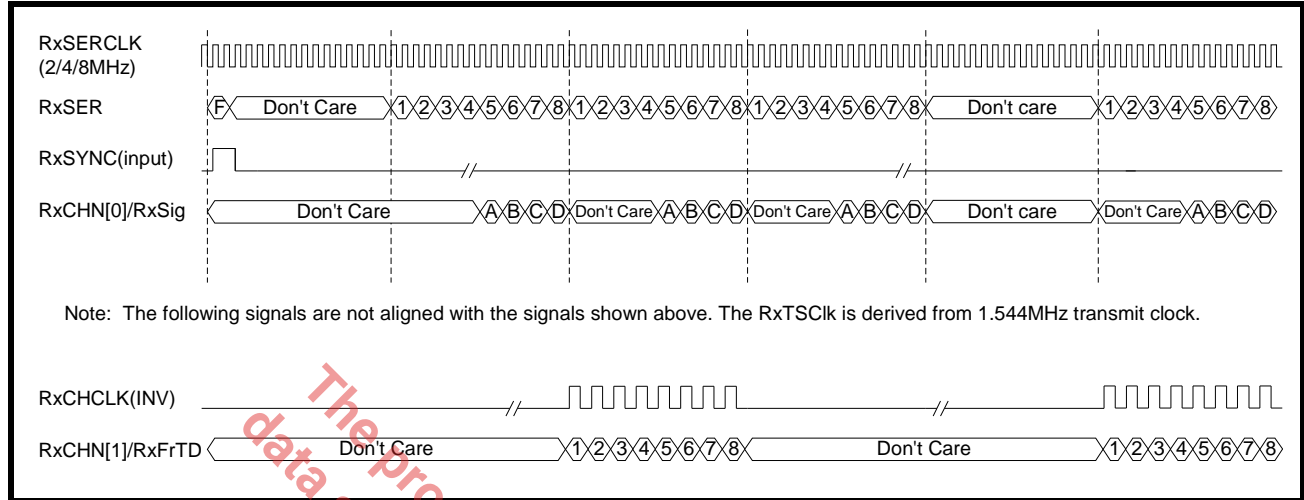 RxSERCLK
(2/4/8MHz)
RxSER F Don't Care 1 2 3 4 5 6 7 8 1 2 3 4 5 6 7 8 1 2 3 4 5 6 7 8 Don't care 1 2 3 4 5 6 7 8
RxSYNC(input)
RxCHN[0]/RxSig Don't Care A B C D Don't Care A B C D Don't Care A B C D Don't care Don't Care A B C D
Note: The following signals are not aligned with the signals shown above. The RxTSClk is derived from 1.544MHz transmit clock.
RxCHCLK(INV)
RxCHN[1]/RxFrTD Don't Care 1 2 3 4 5 6 7 8 Don't Care 1 2 3 4 5 6 7 8
The pro
data